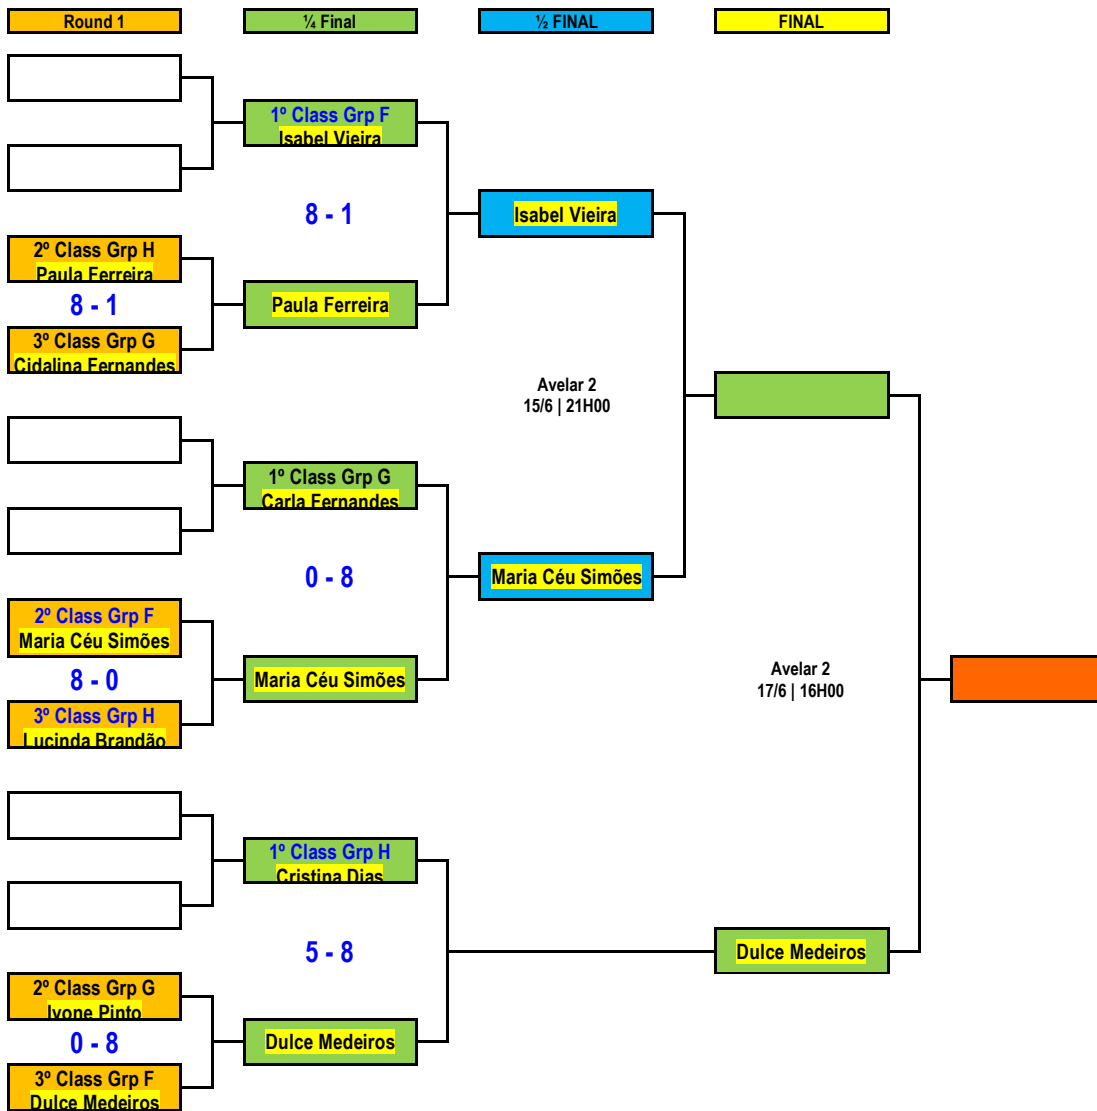 Round 1
¼ Final
½ FINAL
FINAL
1º Class Grp F
Isabel Vieira
8 - 1
Isabel Vieira
2º Class Grp H
Paula Ferreira
8 - 1
Paula Ferreira
3º Class Grp G
Cidalina Fernandes
Avelar 2
15/6 | 21H00
1º Class Grp G
Carla Fernandes
0 - 8
Maria Céu Simões
2º Class Grp F
Maria Céu Simões
8 - 0
Maria Céu Simões
Avelar 2
17/6 | 16H00
3º Class Grp H
Lucinda Brandão
1º Class Grp H
Cristina Dias
5 - 8
Dulce Medeiros
2º Class Grp G
Ivone Pinto
0 - 8
Dulce Medeiros
3º Class Grp F
Dulce Medeiros